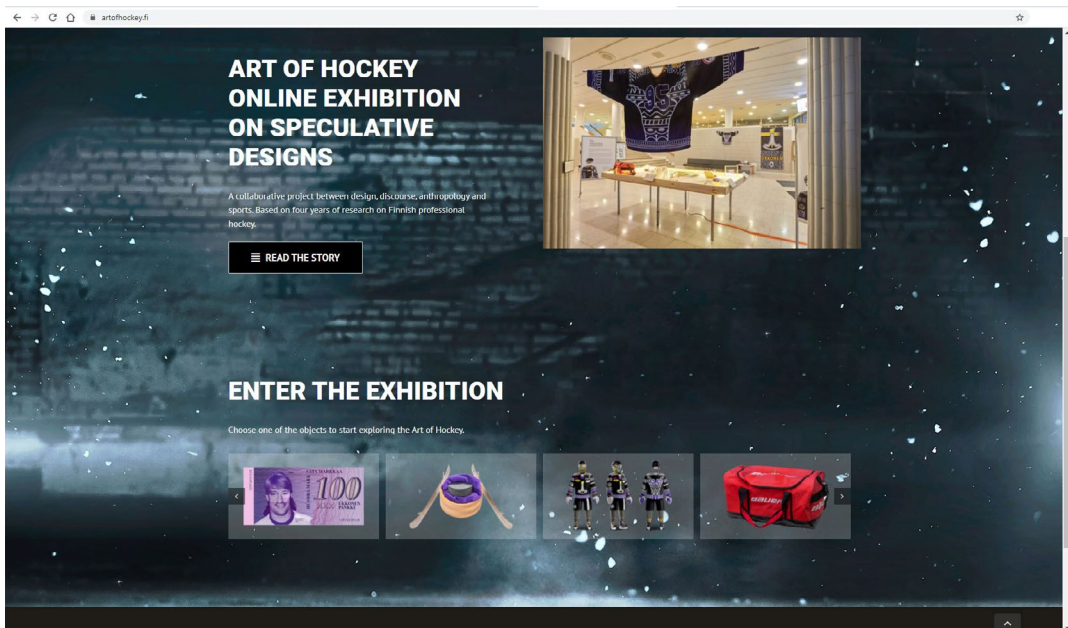 artofhockey.fi
ART OF HOCKEY
ONLINE EXHIBITION
ON SPECULATIVE
DESIGNS
95
A collaborative project between design, discourse, anthropology and
sports. Based on four years of research on Finnish professional
hockey.
READ THE STORY
ENTER THE EXHIBITION
Choose one of the objects to start exploring the Art of Hockey.
100
BAUER